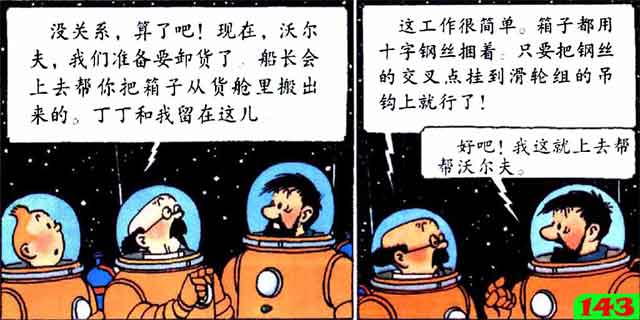 没关系，算了吧！现在，沃尔
夫，我们准备要卸货了。船长会
上去帮你把箱子从货舱里搬出
来的。丁丁和我留在这儿。
这工作很简单。箱子都用
十字钢丝捆着。只要把钢丝
的交叉点挂到滑轮组的吊
钩上就行了！
好吧！我这就上去帮
帮沃尔夫。
143